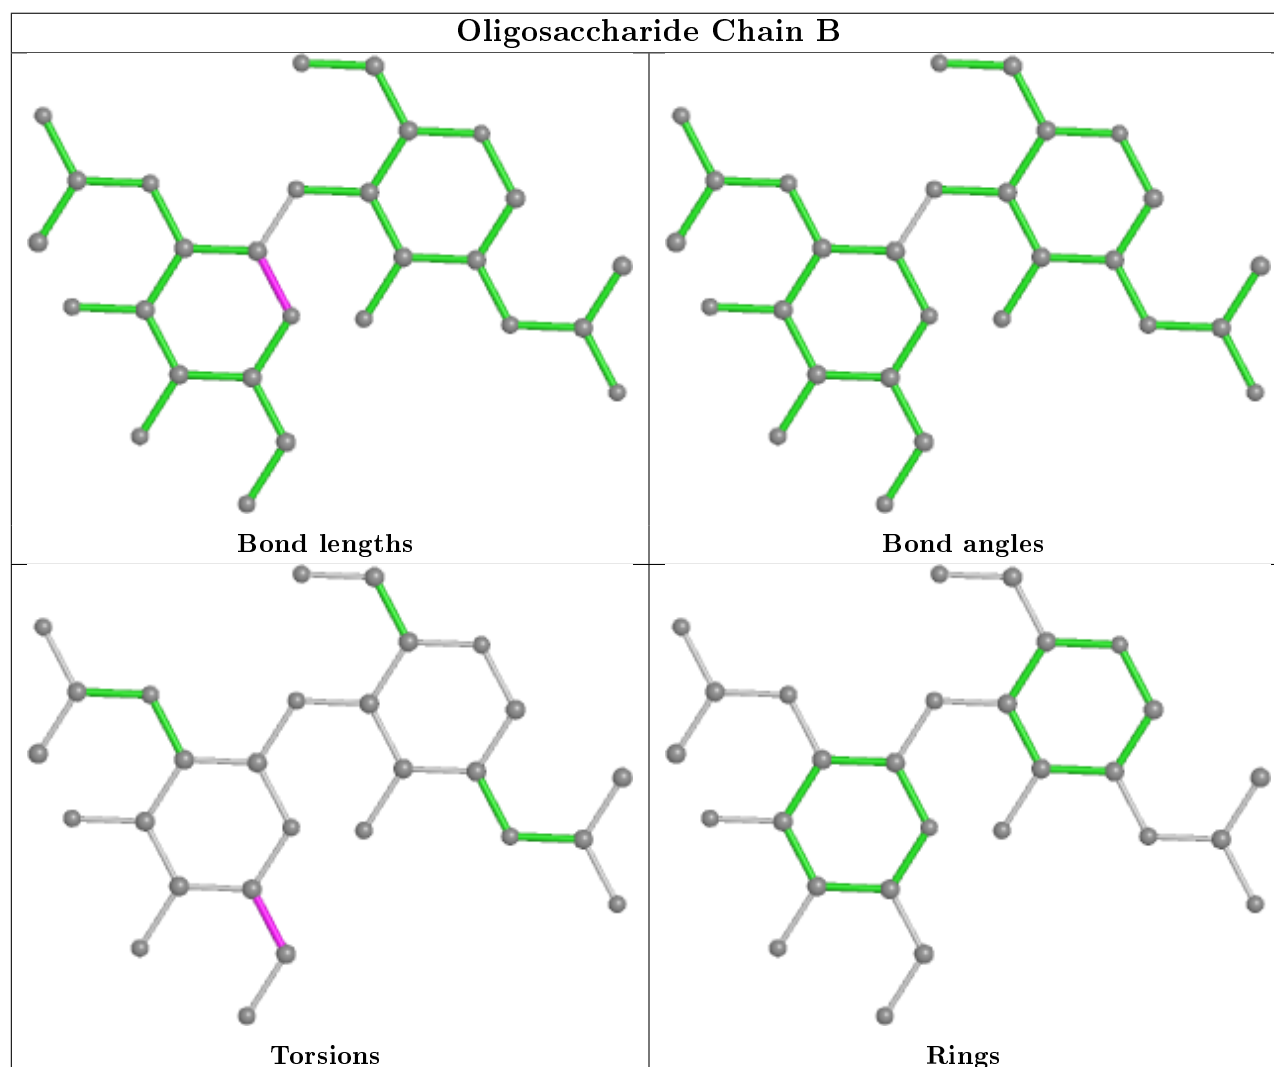 Oligosaccharide Chain B
Bond lengths
Bond angles
Torsions
Rings